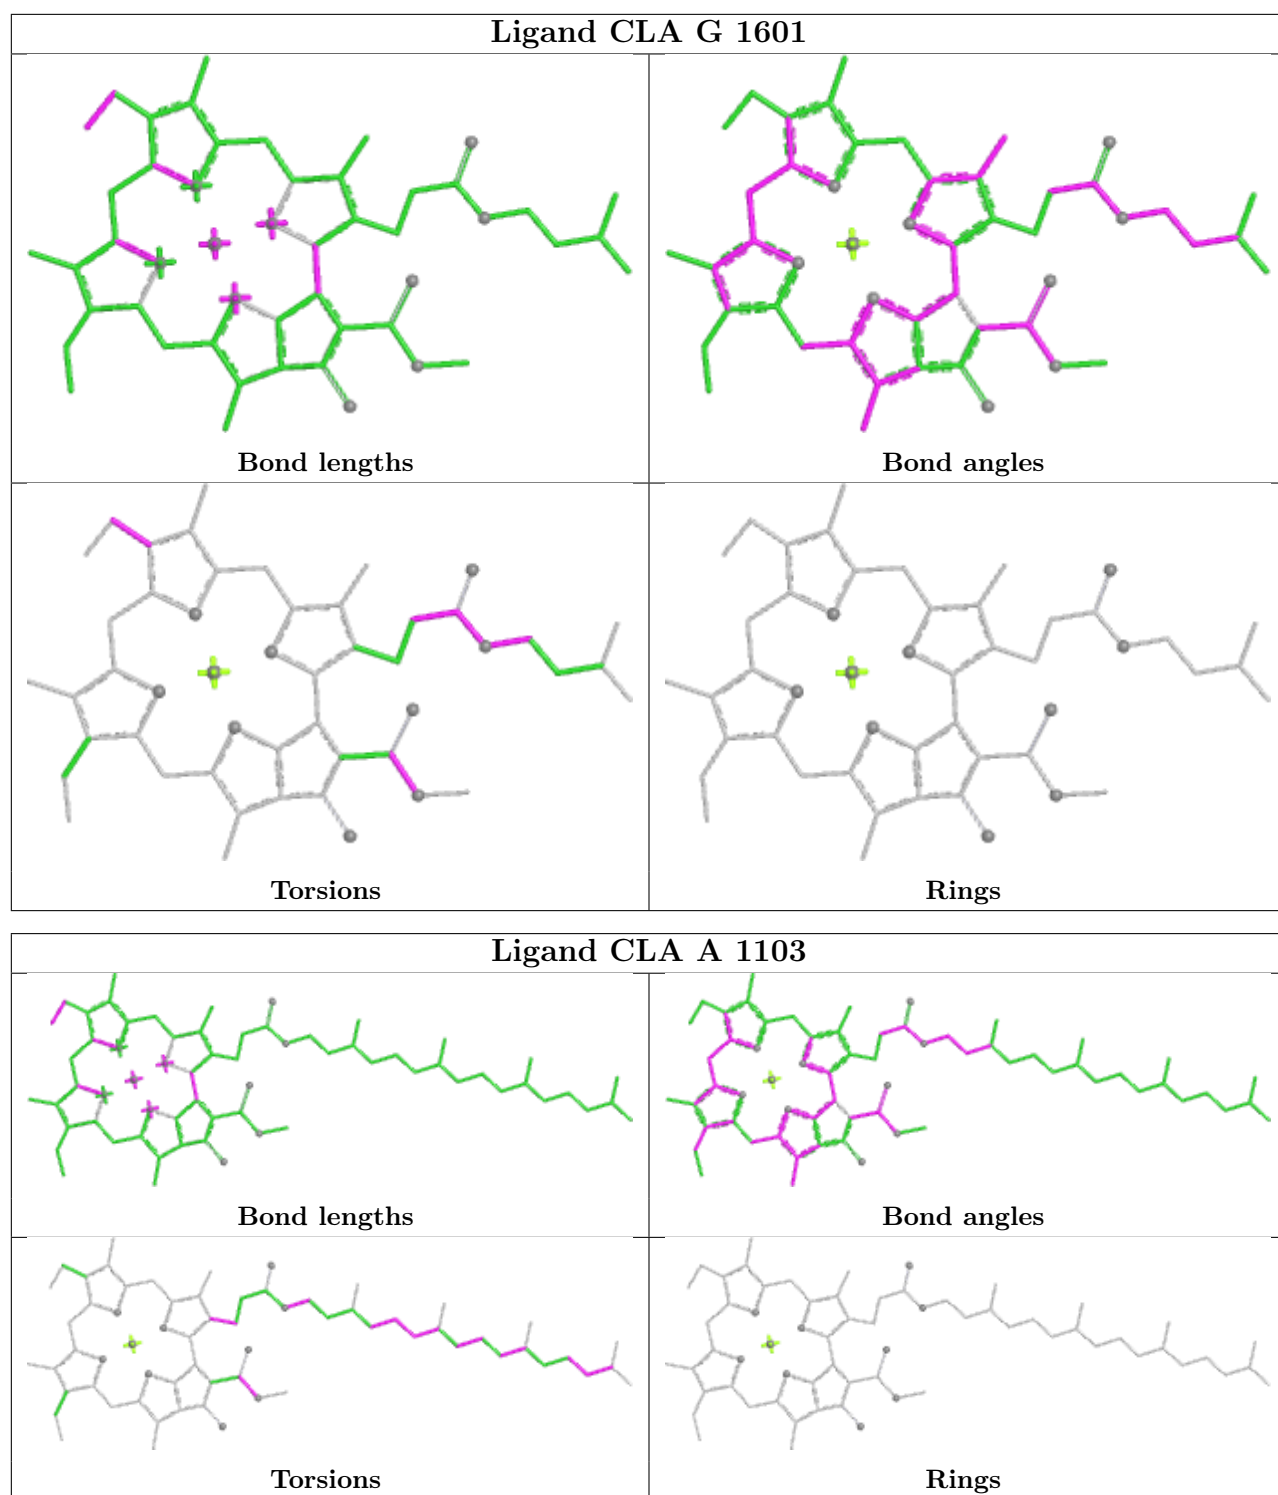 Ligand CLA G 1601
Bond lengths
Bond angles
Torsions
Rings
Ligand CLA A 1103
Bond lengths
Bond angles
Torsions
Rings